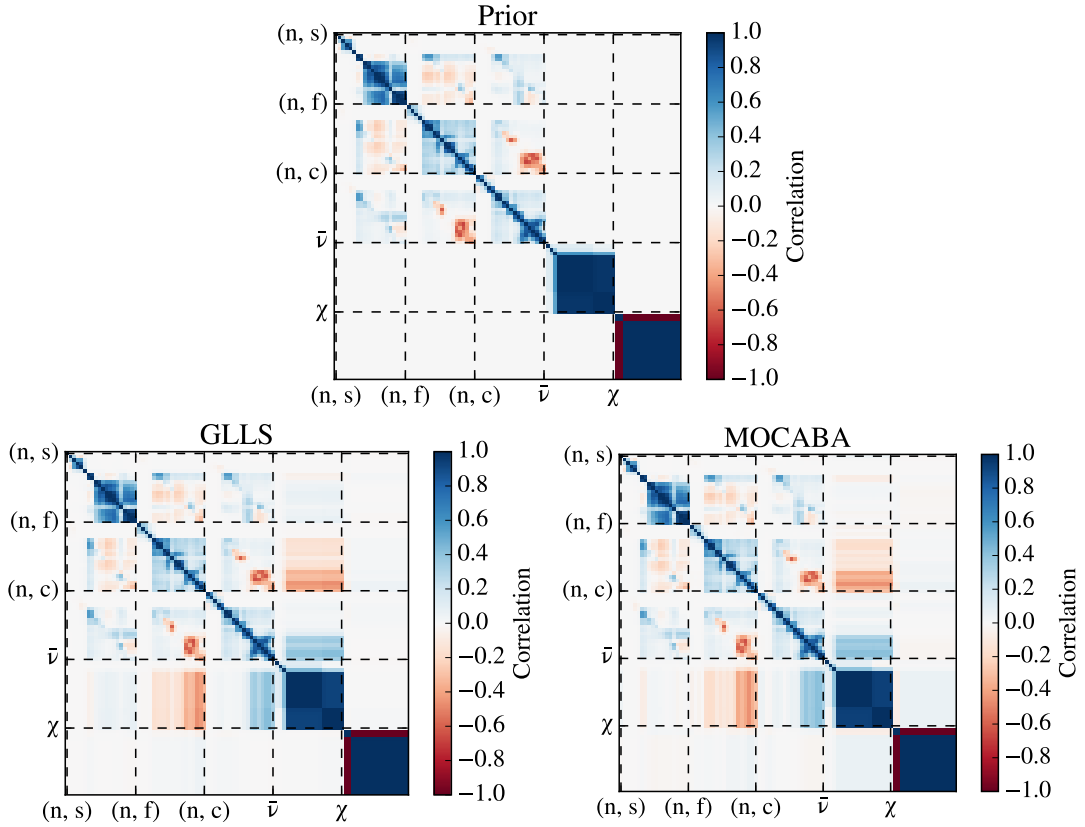 Prior
(n, s)
(n, f)
(n, c)
ν̄
χ
(n, s)
(n, f)
(n, c)
ν̄
χ
1.0
0.8
0.6
0.4
0.2
0.0
−0.2
−0.4
−0.6
−0.8
−1.0
Correlation
GLLS
(n, s)
(n, f)
(n, c)
ν̄
χ
(n, s)
(n, f)
(n, c)
ν̄
χ
1.0
0.8
0.6
0.4
0.2
0.0
−0.2
−0.4
−0.6
−0.8
−1.0
Correlation
MOCABA
(n, s)
(n, f)
(n, c)
ν̄
χ
(n, s)
(n, f)
(n, c)
ν̄
χ
1.0
0.8
0.6
0.4
0.2
0.0
−0.2
−0.4
−0.6
−0.8
−1.0
Correlation